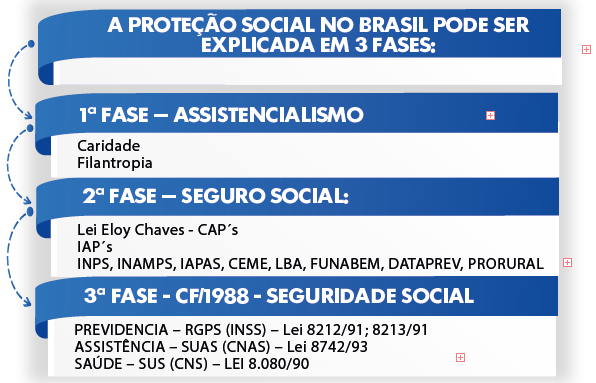 A PROTEÇÃO SOCIAL NO BRASIL PODE SER
EXPLICADA EM 3 FASES:
1ª FASE – ASSISTENCIALISMO
Caridade
Filantropia
2ª FASE – SEGURO SOCIAL:
Lei Eloy Chaves - CAP´s
IAP´s
INPS, INAMPS, IAPAS, CEME, LBA, FUNABEM, DATAPREV, PRORURAL
3ª FASE - CF/1988 - SEGURIDADE SOCIAL
PREVIDENCIA – RGPS (INSS) – Lei 8212/91; 8213/91
ASSISTÊNCIA – SUAS (CNAS) – Lei 8742/93
SAÚDE – SUS (CNS) – LEI 8.080/90